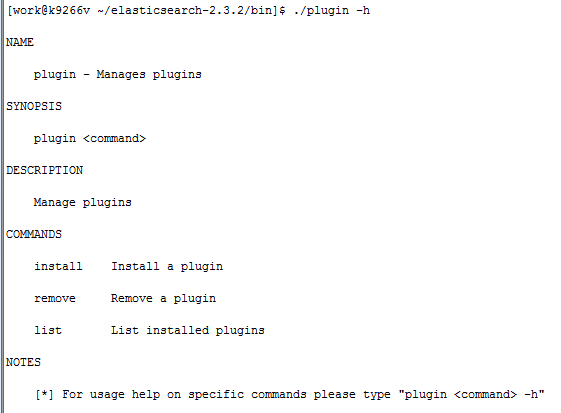 [work@k9266v ~/elasticsearch-2.3.2/bin]$ ./plugin -h
NAME
plugin - Manages plugins
SYNOPSIS
plugin <command>
DESCRIPTION
Manage plugins
COMMANDS
install    Install a plugin
remove     Remove a plugin
list       List installed plugins
NOTES
[*] For usage help on specific commands please type "plugin <command> -h"